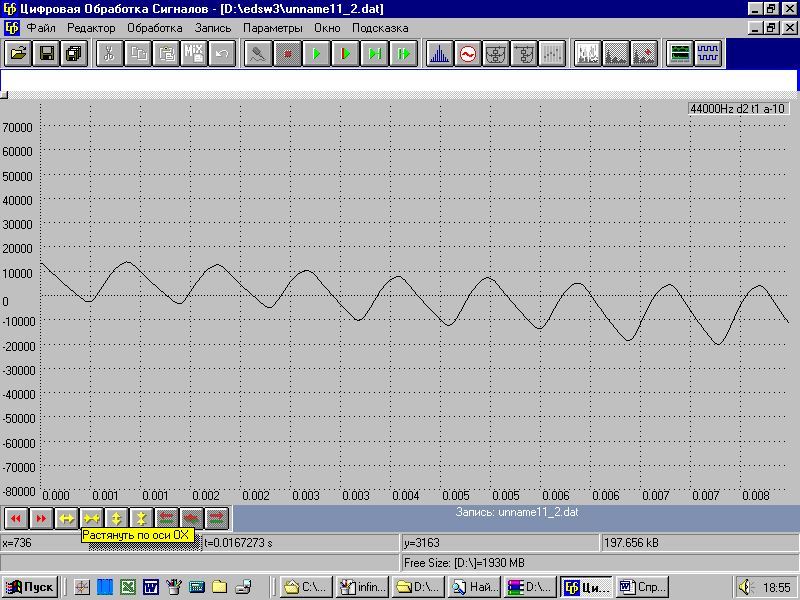 Цифровая Обработка Сигналов - [D:\edsw3\unname11_2.dat]
Файл Редактор Обработка Запись Параметры Окно Подсказка
MiX
44000Hz d2 t1 a-10
70000
60000
50000
40000
30000
20000
10000
0
-10000
-20000
-30000
-40000
-50000
-60000
-70000
-80000
0.000 0.001 0.001 0.002 0.002 0.003 0.003 0.004 0.005 0.005 0.006 0.006 0.007 0.007 0.008
Запись: unname11_2.dat
Растянуть по оси OX
x=736 t=0.0167273 s y=3163 197.656 kB
Free Size: [D:\]=1930 MB
Пуск C:\... infin... D:\... Най... D:\... Ци... Спр... 18:55